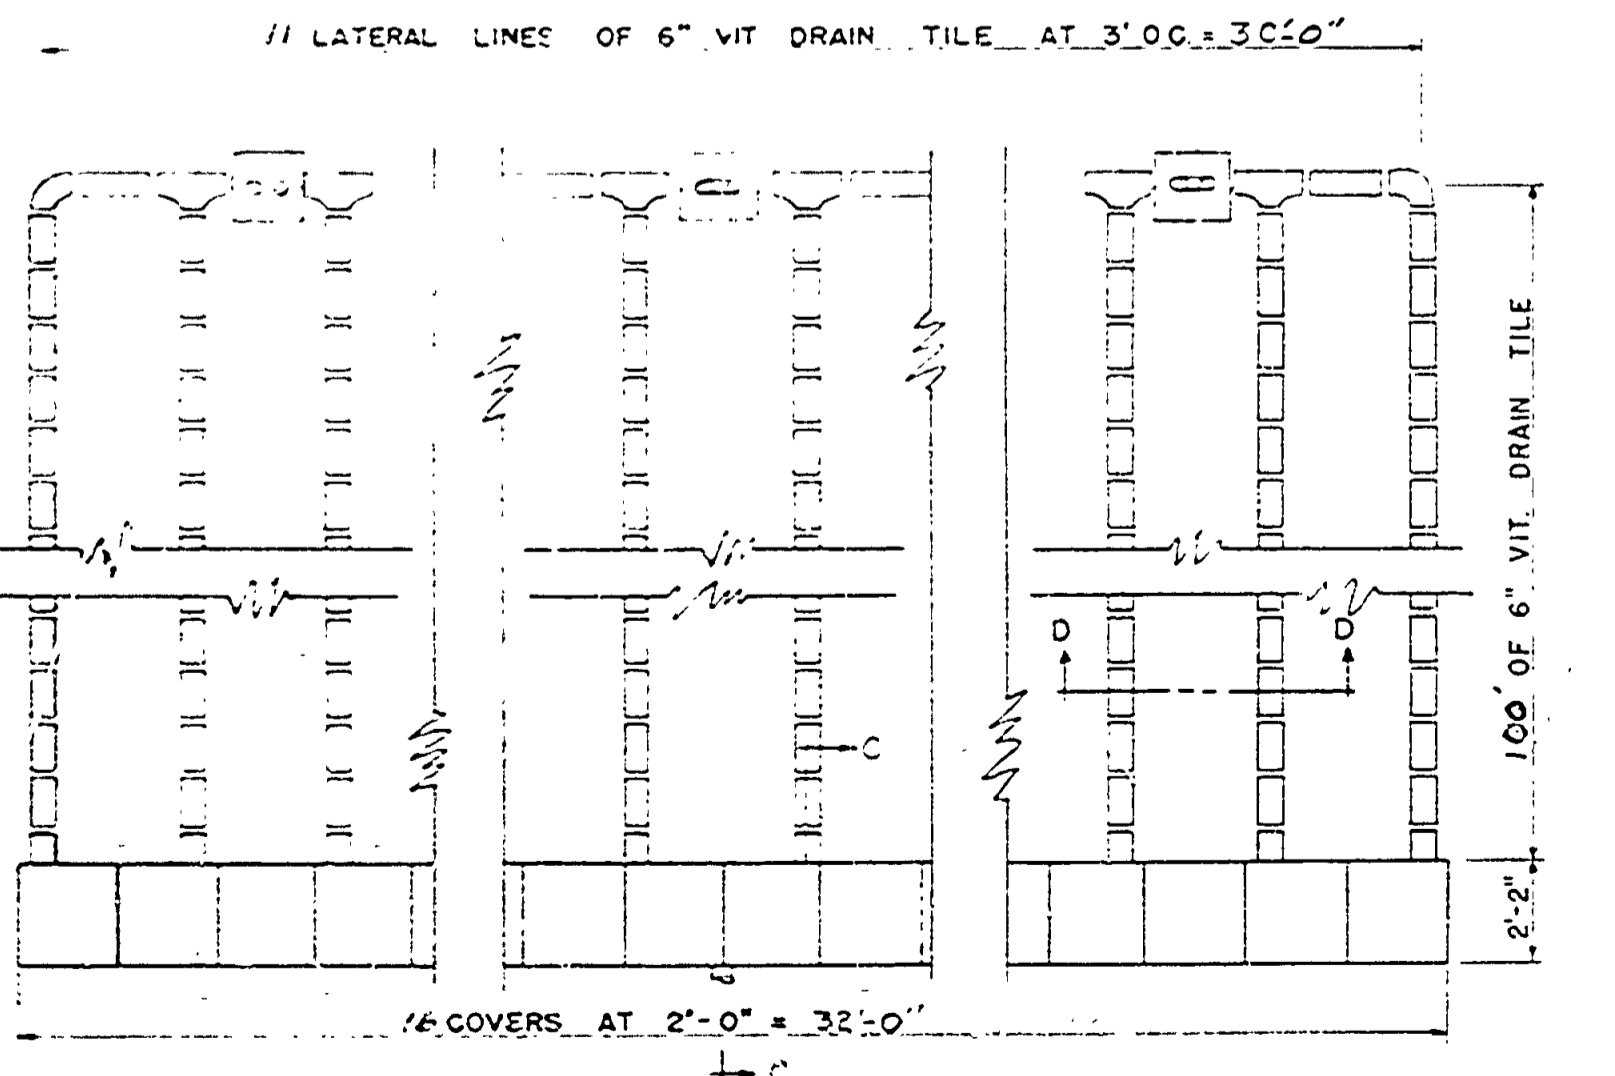 11 LATERAL LINES OF 6" VIT DRAIN TILE AT 3' O.C. = 30'-0"
100' OF 6" VIT. DRAIN TILE
D D
C
2'-2"
16 COVERS AT 2'-0" = 32'-0"
C